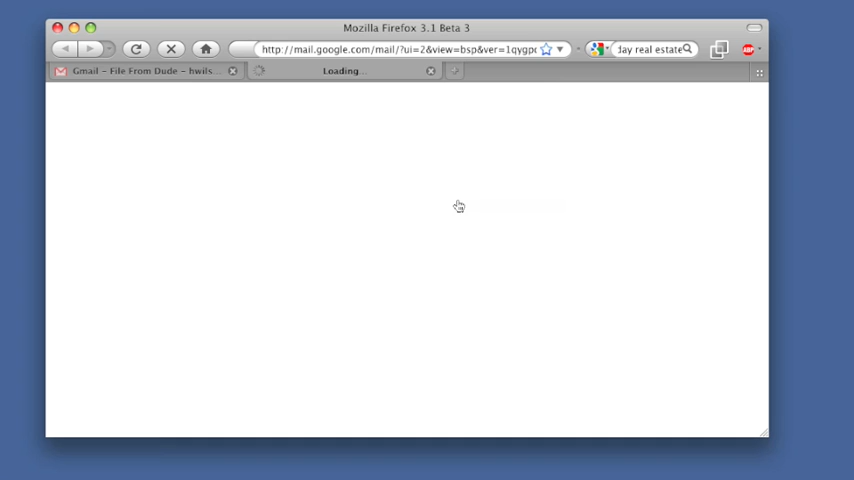 Mozilla Firefox 3.1 Beta 3
http://mail.google.com/mail/?ui=2&view=bsp&ver=1qygpc
day real estate
ABP
Gmail - File From Dude - hwils...
Loading...